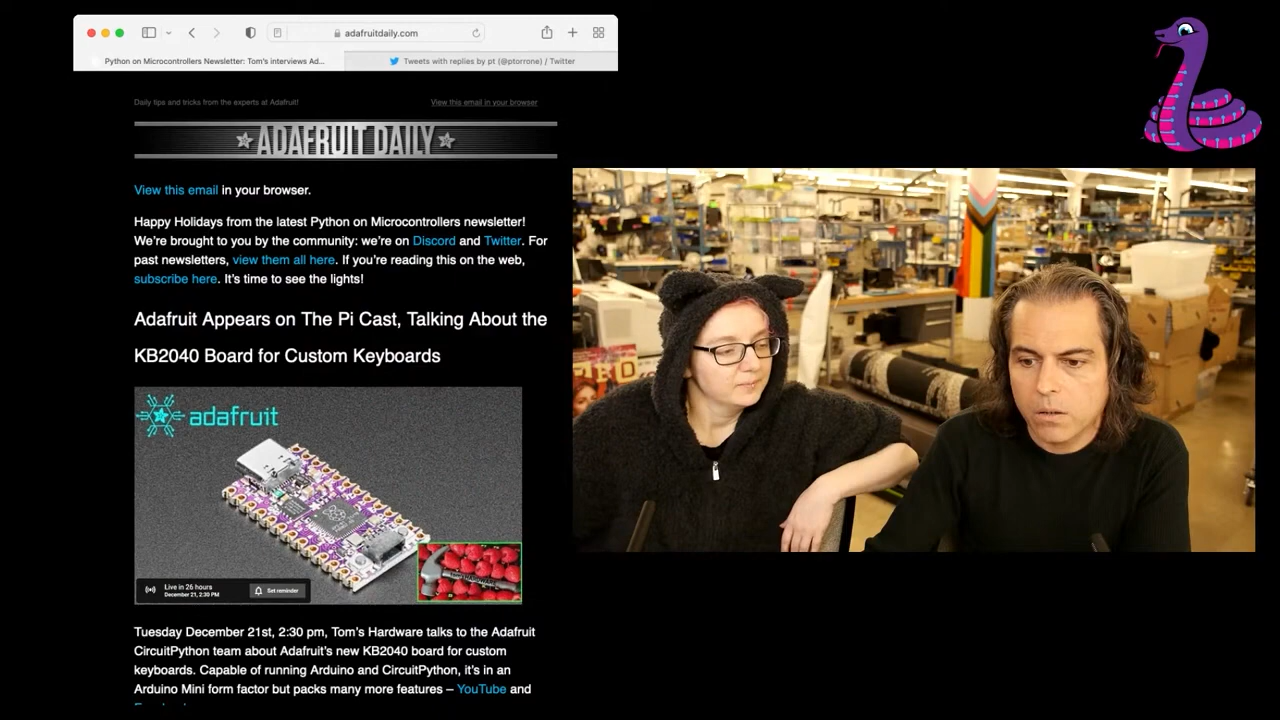 adafruitdaily.com
Python on Microcontrollers Newsletter: Tom's interviews Ad...
Tweets with replies by pt (@ptorrone) / Twitter
Daily tips and tricks from the experts at Adafruit!
View this email in your browser
ADAFRUIT DAILY
View this email in your browser.
Happy Holidays from the latest Python on Microcontrollers newsletter!
We're brought to you by the community: we're on Discord and Twitter. For
past newsletters, view them all here. If you're reading this on the web,
subscribe here. It's time to see the lights!
Adafruit Appears on The Pi Cast, Talking About the
KB2040 Board for Custom Keyboards
adafruit
Live in 26 hours
December 21, 2:30 PM
Set reminder
Tuesday December 21st, 2:30 pm, Tom's Hardware talks to the Adafruit
CircuitPython team about Adafruit's new KB2040 board for custom
keyboards. Capable of running Arduino and CircuitPython, it's in an
Arduino Mini form factor but packs many more features – YouTube and